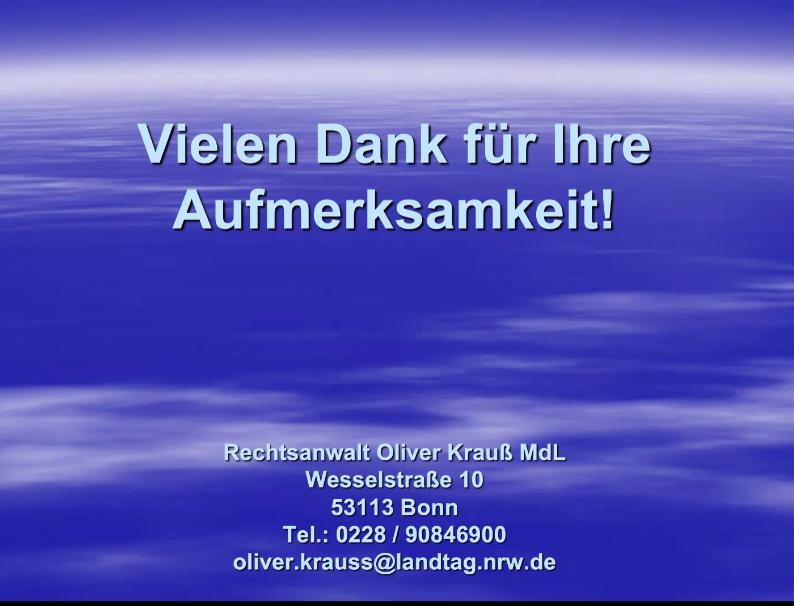 Vielen Dank für Ihre
Aufmerksamkeit!
Rechtsanwalt Oliver Krauß MdL
Wesselstraße 10
53113 Bonn
Tel.: 0228 / 90846900
oliver.krauss@landtag.nrw.de